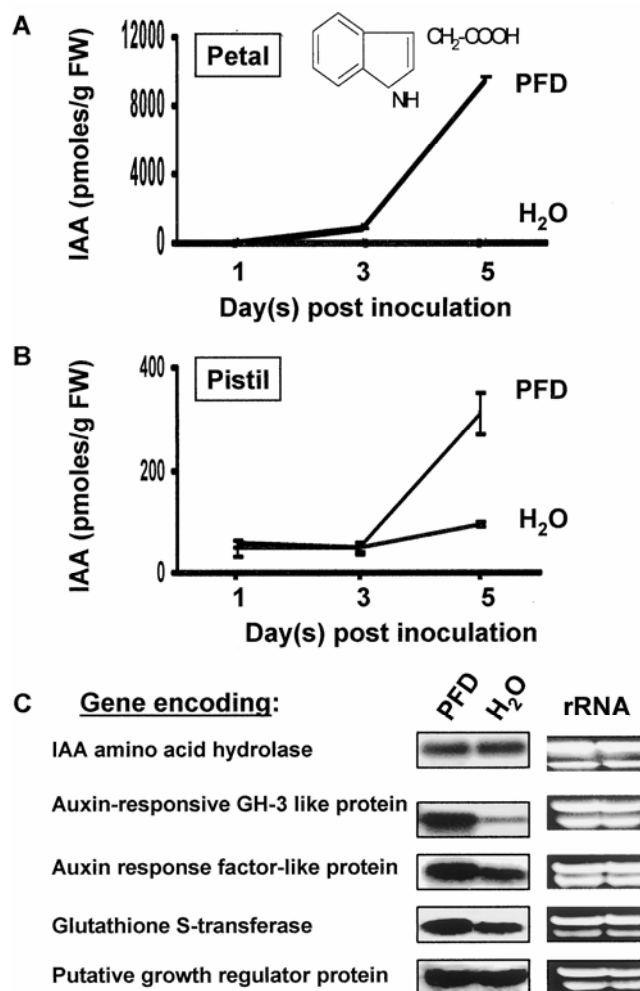 A
Petal
CH₂-COOH
NH
PFD
H₂O
IAA (pmoles/g FW)
12000
8000
4000
0
1 3 5
Day(s) post inoculation
B
Pistil
PFD
H₂O
IAA (pmoles/g FW)
400
200
0
1 3 5
Day(s) post inoculation
C Gene encoding: PFD H₂O rRNA
IAA amino acid hydrolase
Auxin-responsive GH-3 like protein
Auxin response factor-like protein
Glutathione S-transferase
Putative growth regulator protein